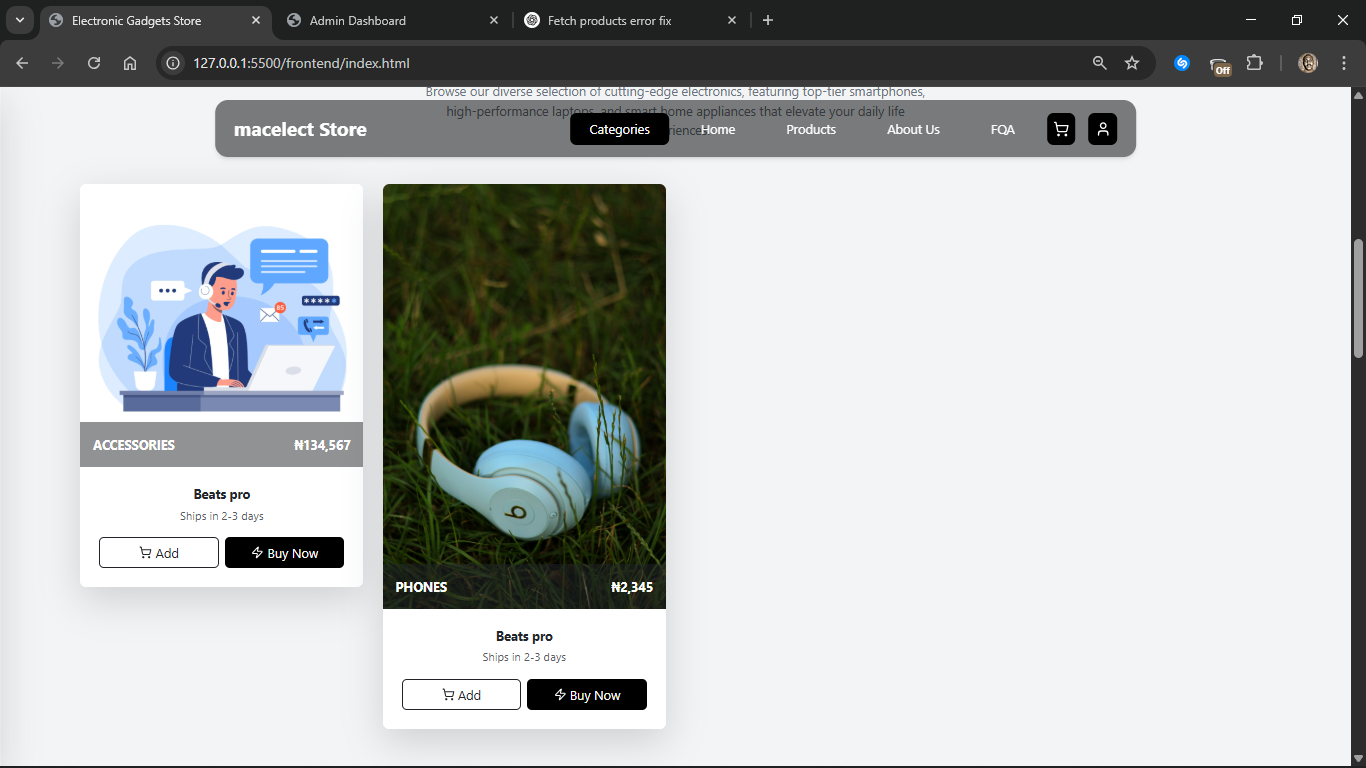 Electronic Gadgets Store
Admin Dashboard
Fetch products error fix
127.0.0.1:5500/frontend/index.html
Off
Browse our diverse selection of cutting-edge electronics, featuring top-tier smartphones,
high-performance laptops, and smart home appliances that elevate your daily life
macelect Store
Categories
Home
Products
About Us
FQA
85
*****
ACCESSORIES
₦134,567
Beats pro
Ships in 2-3 days
Add
Buy Now
b
PHONES
₦2,345
Beats pro
Ships in 2-3 days
Add
Buy Now